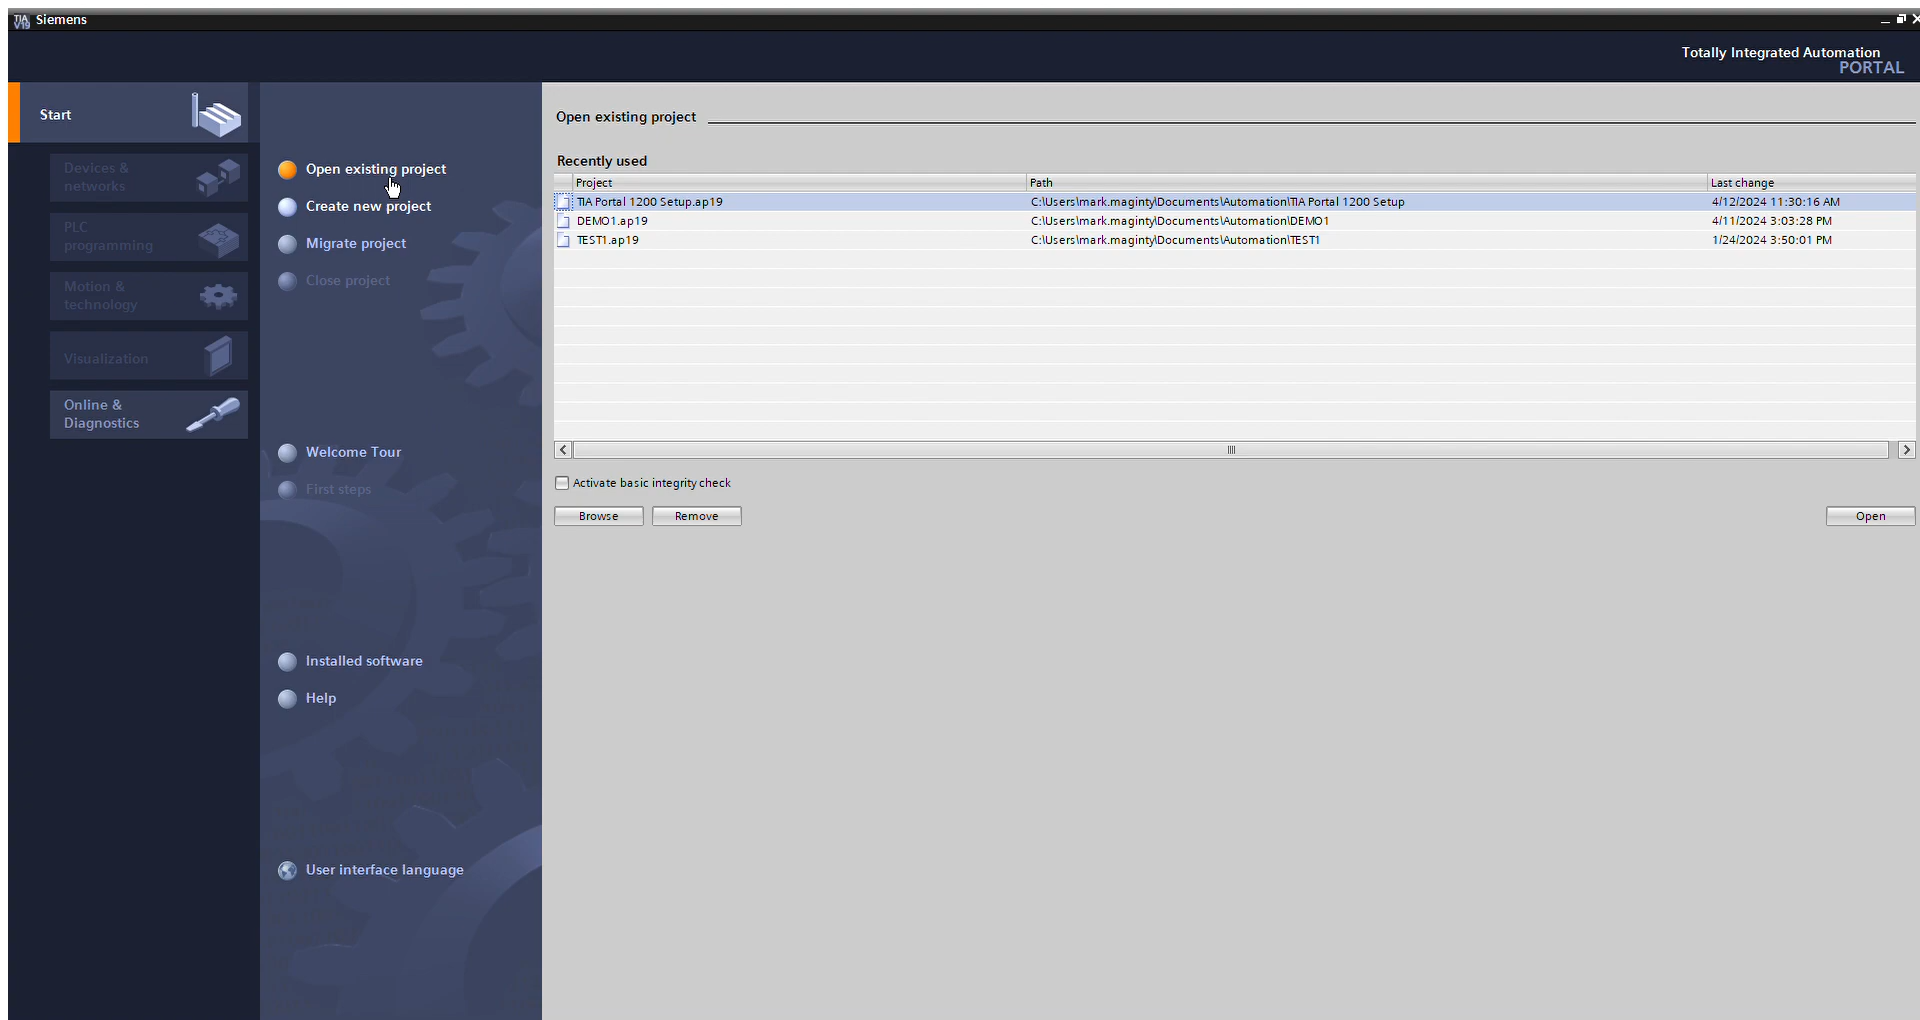 TIA
V19 Siemens
Totally Integrated Automation
PORTAL
Start
Devices &
networks
PLC
programming
Motion &
technology
Visualization
Online &
Diagnostics
Open existing project
Create new project
Migrate project
Close project
Welcome Tour
First steps
Installed software
Help
User interface language
Open existing project
Recently used
Project Path Last change
TIA Portal 1200 Setup.ap19 C:\Users\mark.maginty\Documents\Automation\TIA Portal 1200 Setup 4/12/2024 11:30:16 AM
DEMO1.ap19 C:\Users\mark.maginty\Documents\Automation\DEMO1 4/11/2024 3:03:28 PM
TEST1.ap19 C:\Users\mark.maginty\Documents\Automation\TEST1 1/24/2024 3:50:01 PM
Activate basic integrity check
Browse Remove Open